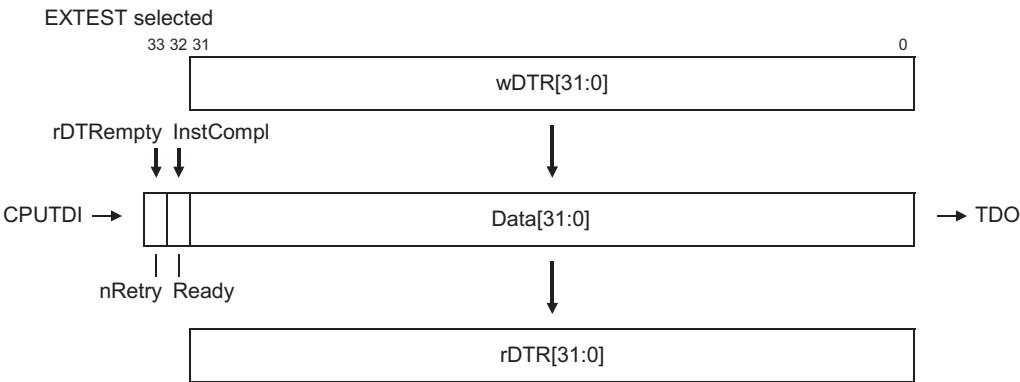 EXTEST selected
33 32 31 0
wDTR[31:0]
rDTRempty InstCompl
CPUTDI Data[31:0] TDO
nRetry Ready
rDTR[31:0]